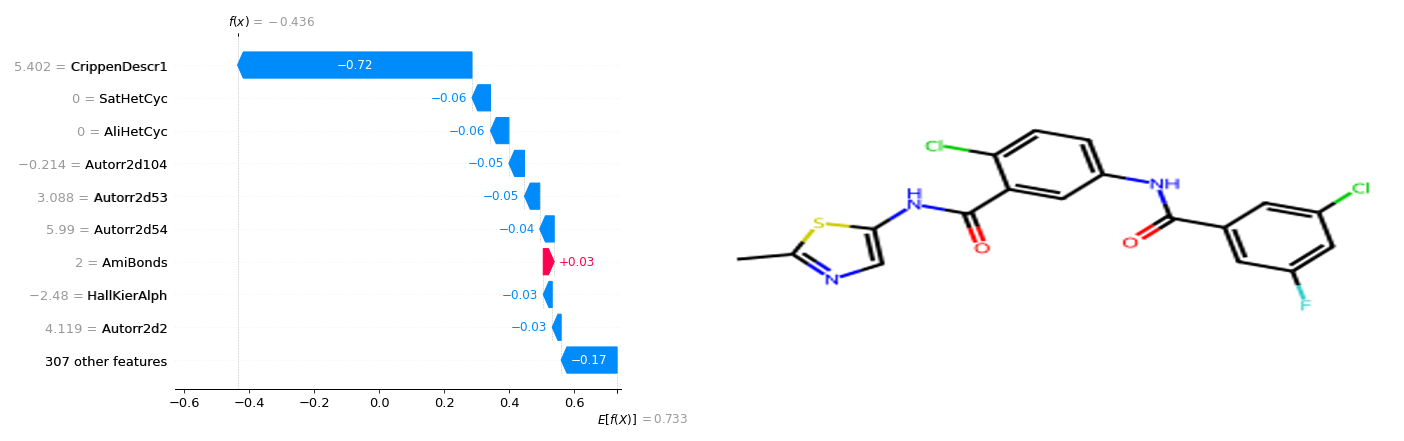 f(x) = −0.436
5.402 = CrippenDescr1
−0.72
0 = SatHetCyc
−0.06
0 = AliHetCyc
−0.06
−0.214 = Autorr2d104
−0.05
3.088 = Autorr2d53
−0.05
5.99 = Autorr2d54
−0.04
2 = AmiBonds
+0.03
−2.48 = HallKierAlph
−0.03
4.119 = Autorr2d2
−0.03
307 other features
−0.17
−0.6 −0.4 −0.2 0.0 0.2 0.4 0.6
E[f(X)] = 0.733
Cl
H
N
S
N
O
NH
O
Cl
F